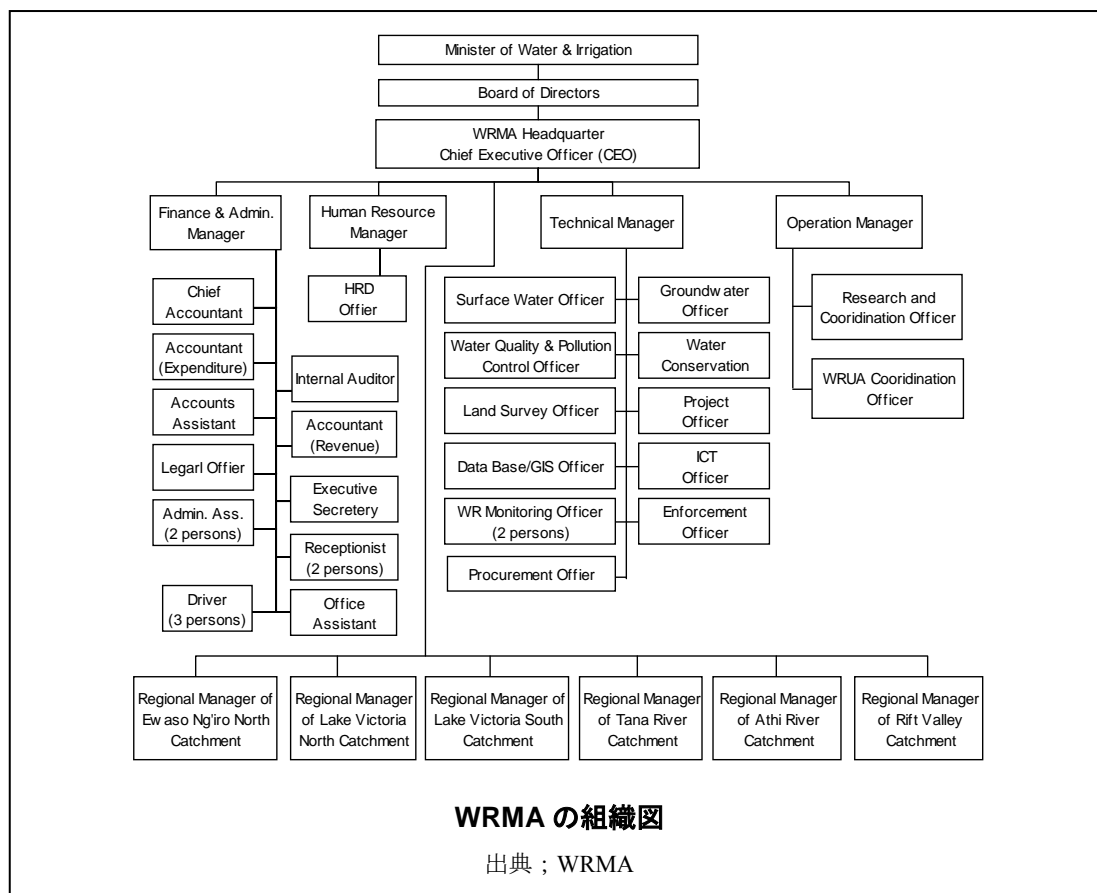 Minister of Water & Irrigation
Board of Directors
WRMA Headquarter
Chief Executive Officer (CEO)
Finance & Admin.
Manager
Human Resource
Manager
Technical Manager
Operation Manager
Chief
Accountant
Accountant
(Expenditure)
Accounts
Assistant
Legarl Offier
Admin. Ass.
(2 persons)
Driver
(3 persons)
Internal Auditor
Accountant
(Revenue)
Executive
Secretery
Receptionist
(2 persons)
Office
Assistant
HRD
Offier
Surface Water Officer
Water Quality & Pollution
Control Officer
Land Survey Officer
Data Base/GIS Officer
WR Monitoring Officer
(2 persons)
Procurement Offier
Groundwater
Officer
Water
Conservation
Project
Officer
ICT
Officer
Enforcement
Officer
Research and
Cooridination Officer
WRUA Cooridination
Officer
Regional Manager of
Ewaso Ng'iro North
Catchment
Regional Manager
of Lake Victoria
North Catchment
Regional Manager of
Lake Victoria South
Catchment
Regional Manager
of Tana River
Catchment
Regional Manager
of Athi River
Catchment
Regional Manager
of Rift Valley
Catchment
WRMA の組織図
出典；WRMA